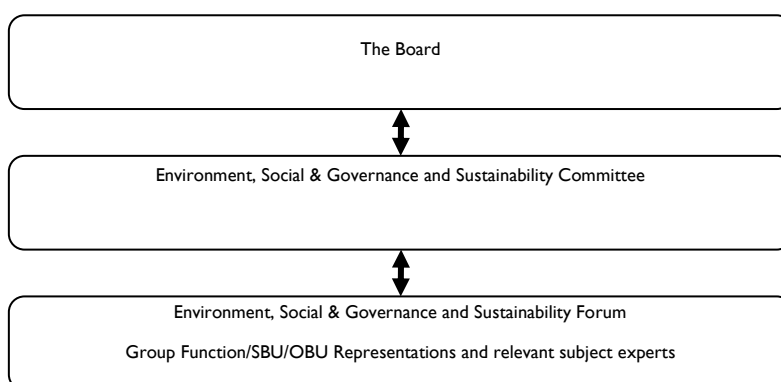 The Board
Environment, Social & Governance and Sustainability Committee
Environment, Social & Governance and Sustainability Forum
Group Function/SBU/OBU Representations and relevant subject experts